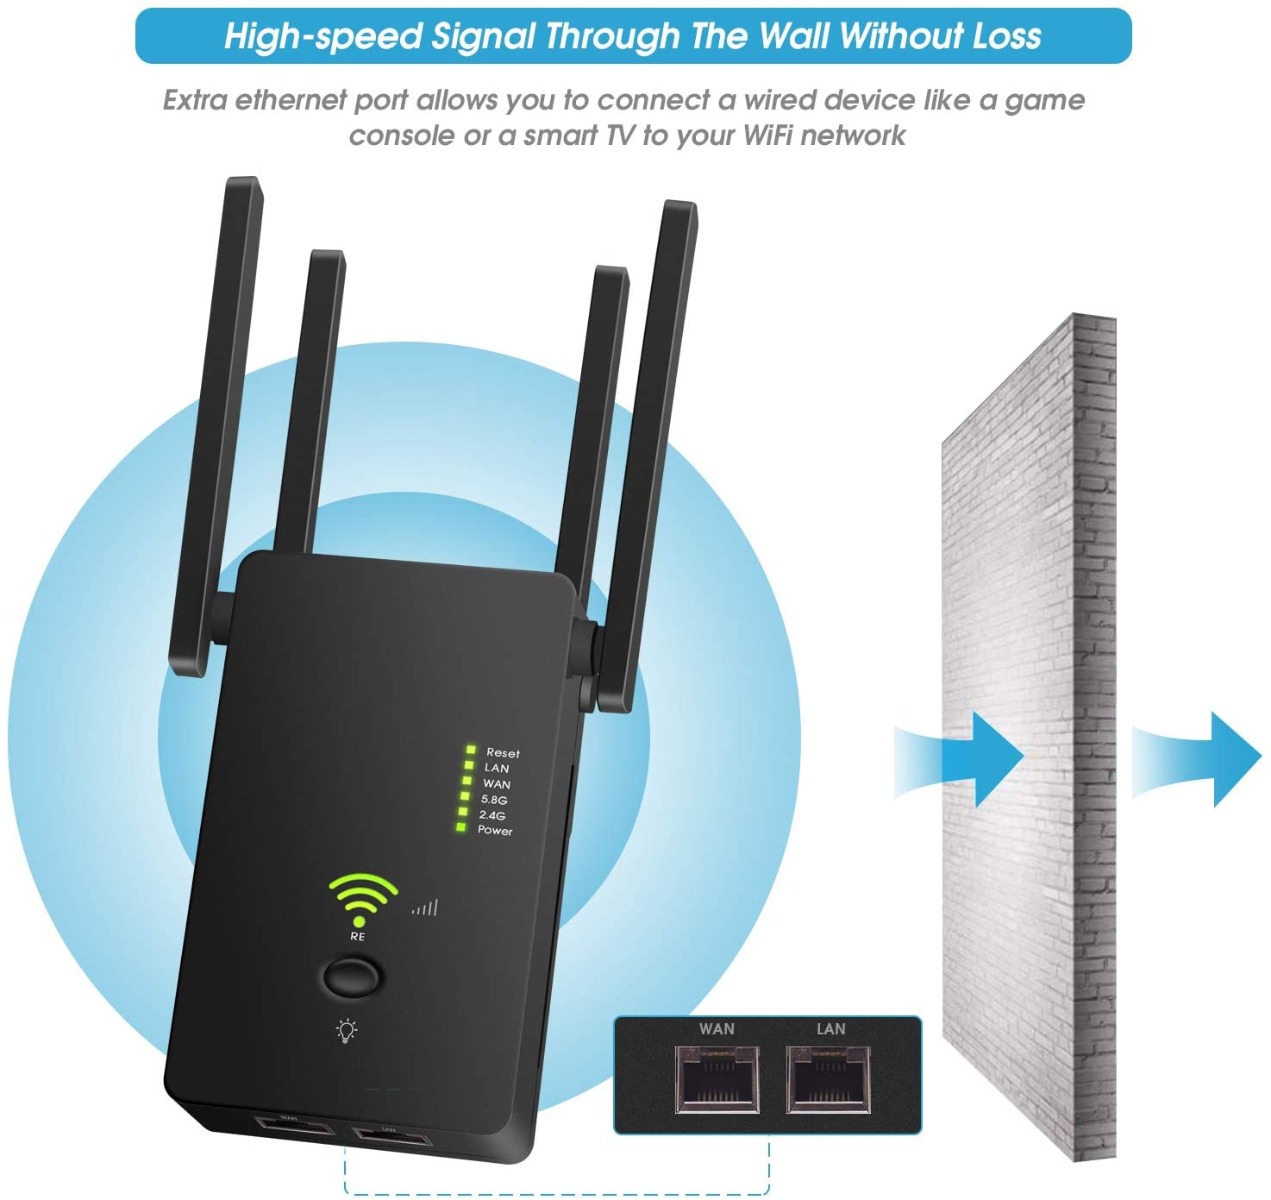 High-speed Signal Through The Wall Without Loss
Extra ethernet port allows you to connect a wired device like a game
console or a smart TV to your WiFi network
Reset
LAN
WAN
5.8G
2.4G
Power
RE
WAN
LAN
WAN
LAN